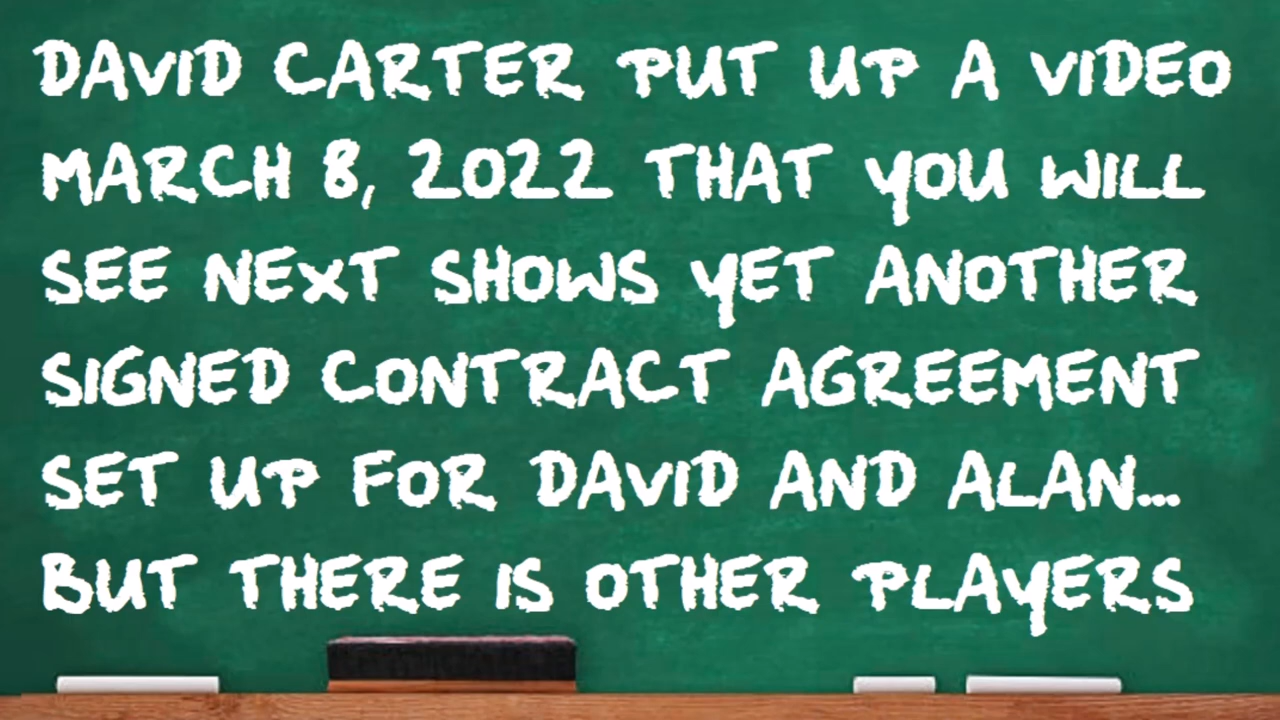 DAVID CARTER PUT UP A VIDEO
MARCH 8, 2022 THAT YOU WILL
SEE NEXT SHOWS YET ANOTHER
SIGNED CONTRACT AGREEMENT
SET UP FOR DAVID AND ALAN...
BUT THERE IS OTHER PLAYERS